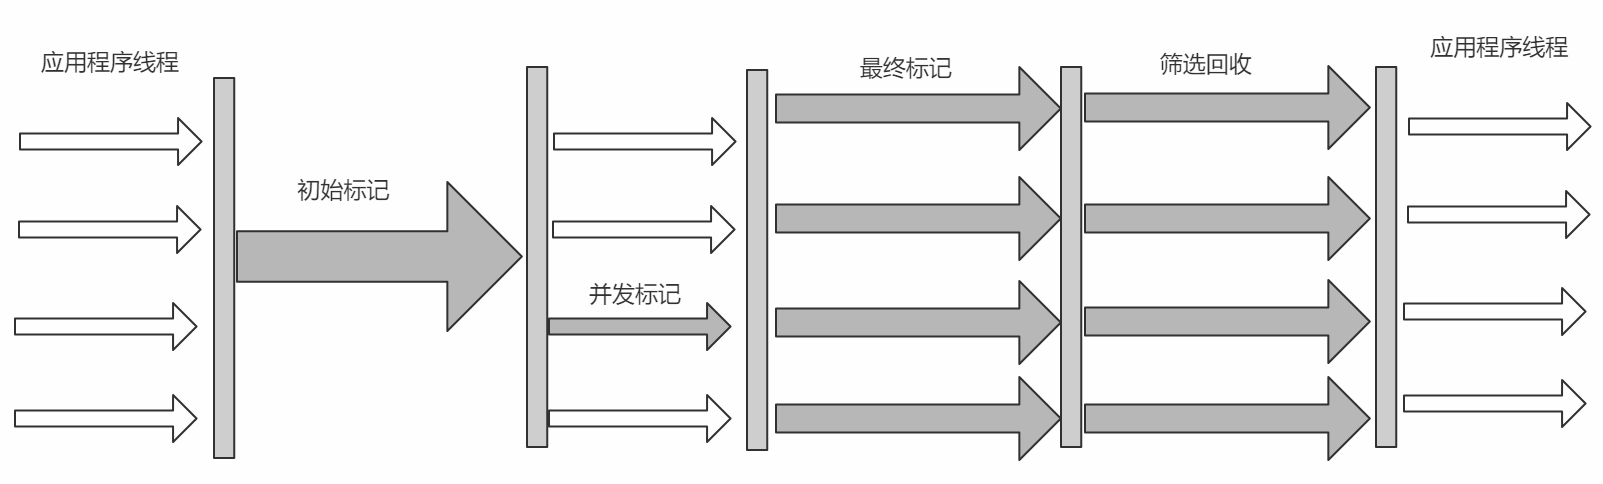 应用程序线程
初始标记
并发标记
最终标记
筛选回收
应用程序线程